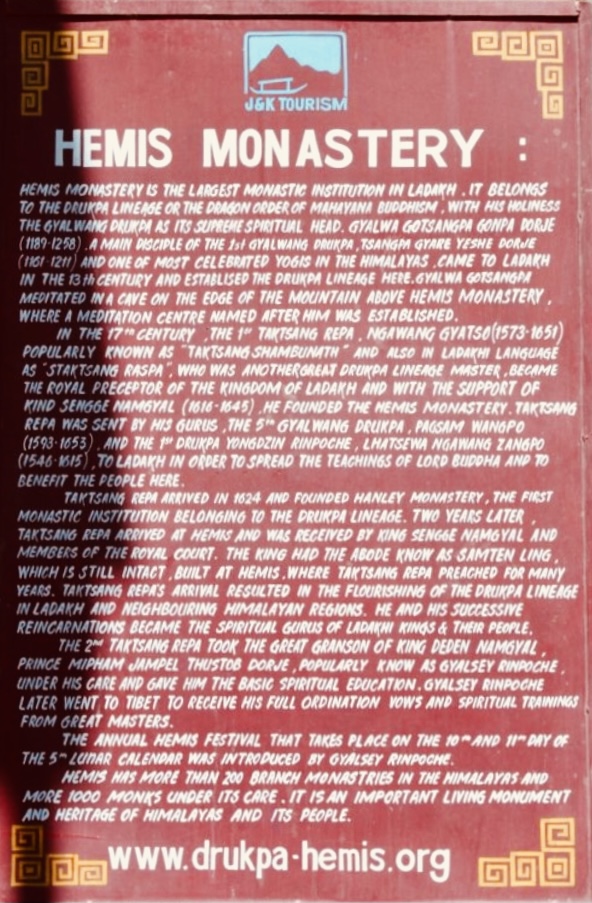 J&K TOURISM
HEMIS MONASTERY :
HEMIS MONASTERY IS THE LARGEST MONASTIC INSTITUTION IN LADAKH . IT BELONGS
TO THE DRUKPA LINEAGE OR THE DRAGON ORDER OF MAHAYANA BUDDHISM , WITH HIS HOLINESS
THE GYALWANG DRUKPA AS ITS SUPREME SPIRITUAL HEAD. GYALWA GOTSANGPA GONPA DORJE
(1189-1258) . A MAIN DISCIPLE OF THE 1st GYALWANG DRUKPA , TSANGPA GYARE YESHE DORJE
(1161-1211) AND ONE OF MOST CELEBRATED YOGIS IN THE HIMALAYAS . CAME TO LADAKH
IN THE 13th CENTURY AND ESTABLISED THE DRUKPA LINEAGE HERE. GYALWA GOTSANGPA
MEDITATED IN A CAVE ON THE EDGE OF THE MOUNTAIN ABOVE HEMIS MONASTERY ,
WHERE A MEDITATION CENTRE NAMED AFTER HIM WAS ESTABLISHED.
IN THE 17th CENTURY , THE 1st TAKTSANG REPA , NGAWANG GYATSO (1573-1651)
POPULARLY KNOWN AS "TAKTSANG SHAMBUNATH" AND ALSO IN LADAKHI LANGUAGE
AS "STAKTSANG RASPA", WHO WAS ANOTHER GREAT DRUKPA LINEAGE MASTER , BECAME
THE ROYAL PRECEPTOR OF THE KINGDOM OF LADAKH AND WITH THE SUPPORT OF
KIND SENGGE NAMGYAL (1616-1645) . HE FOUNDED THE HEMIS MONASTERY. TAKTSANG
REPA WAS SENT BY HIS GURUS , THE 5th GYALWANG DRUKPA , PAGSAM WANGPO
(1593-1653) , AND THE 1st DRUKPA YONGDZIN RINPOCHE , LHATSEWA NGAWANG ZANGPO
(1546-1615) , TO LADAKH IN ORDER TO SPREAD THE TEACHINGS OF LORD BUDDHA AND TO
BENEFIT THE PEOPLE HERE.
TAKTSANG REPA ARRIVED IN 1624 AND FOUNDED HANLEY MONASTERY , THE FIRST
MONASTIC INSTITUTION BELONGING TO THE DRUKPA LINEAGE. TWO YEARS LATER ,
TAKTSANG REPA ARRIVED AT HEMIS AND WAS RECEIVED BY KING SENGGE NAMGYAL AND
MEMBERS OF THE ROYAL COURT. THE KING HAD THE ABODE KNOW AS SAMTEN LING ,
WHICH IS STILL INTACT , BUILT AT HEMIS , WHERE TAKTSANG REPA PREACHED FOR MANY
YEARS. TAKTSANG REPA'S ARRIVAL RESULTED IN THE FLOURISHING OF THE DRUKPA LINEAGE
IN LADAKH AND NEIGHBOURING HIMALAYAN REGIONS. HE AND HIS SUCCESSIVE
REINCARNATIONS BECAME THE SPIRITUAL GURUS OF LADAKHI KINGS & THEIR PEOPLE.
THE 2nd TAKTSANG REPA TOOK THE GREAT GRANSON OF KING DEDEN NAMGYAL ,
PRINCE MIPHAM JAMPEL THUSTOB DORJE , POPULARLY KNOW AS GYALSEY RINPOCHE ,
UNDER HIS CARE AND GAVE HIM THE BASIC SPIRITUAL EDUCATION. GYALSEY RINPOCHE
LATER WENT TO TIBET TO RECEIVE HIS FULL ORDINATION VOWS AND SPIRITUAL TRAININGS
FROM GREAT MASTERS.
THE ANNUAL HEMIS FESTIVAL THAT TAKES PLACE ON THE 10th AND 11th DAY OF
THE 5th LUNAR CALENDAR WAS INTRODUCED BY GYALSEY RINPOCHE.
HEMIS HAS MORE THAN 200 BRANCH MONASTRIES IN THE HIMALAYAS AND
MORE 1000 MONKS UNDER ITS CARE . IT IS AN IMPORTANT LIVING MONUMENT
AND HERITAGE OF HIMALAYAS AND ITS PEOPLE.
www.drukpa-hemis.org